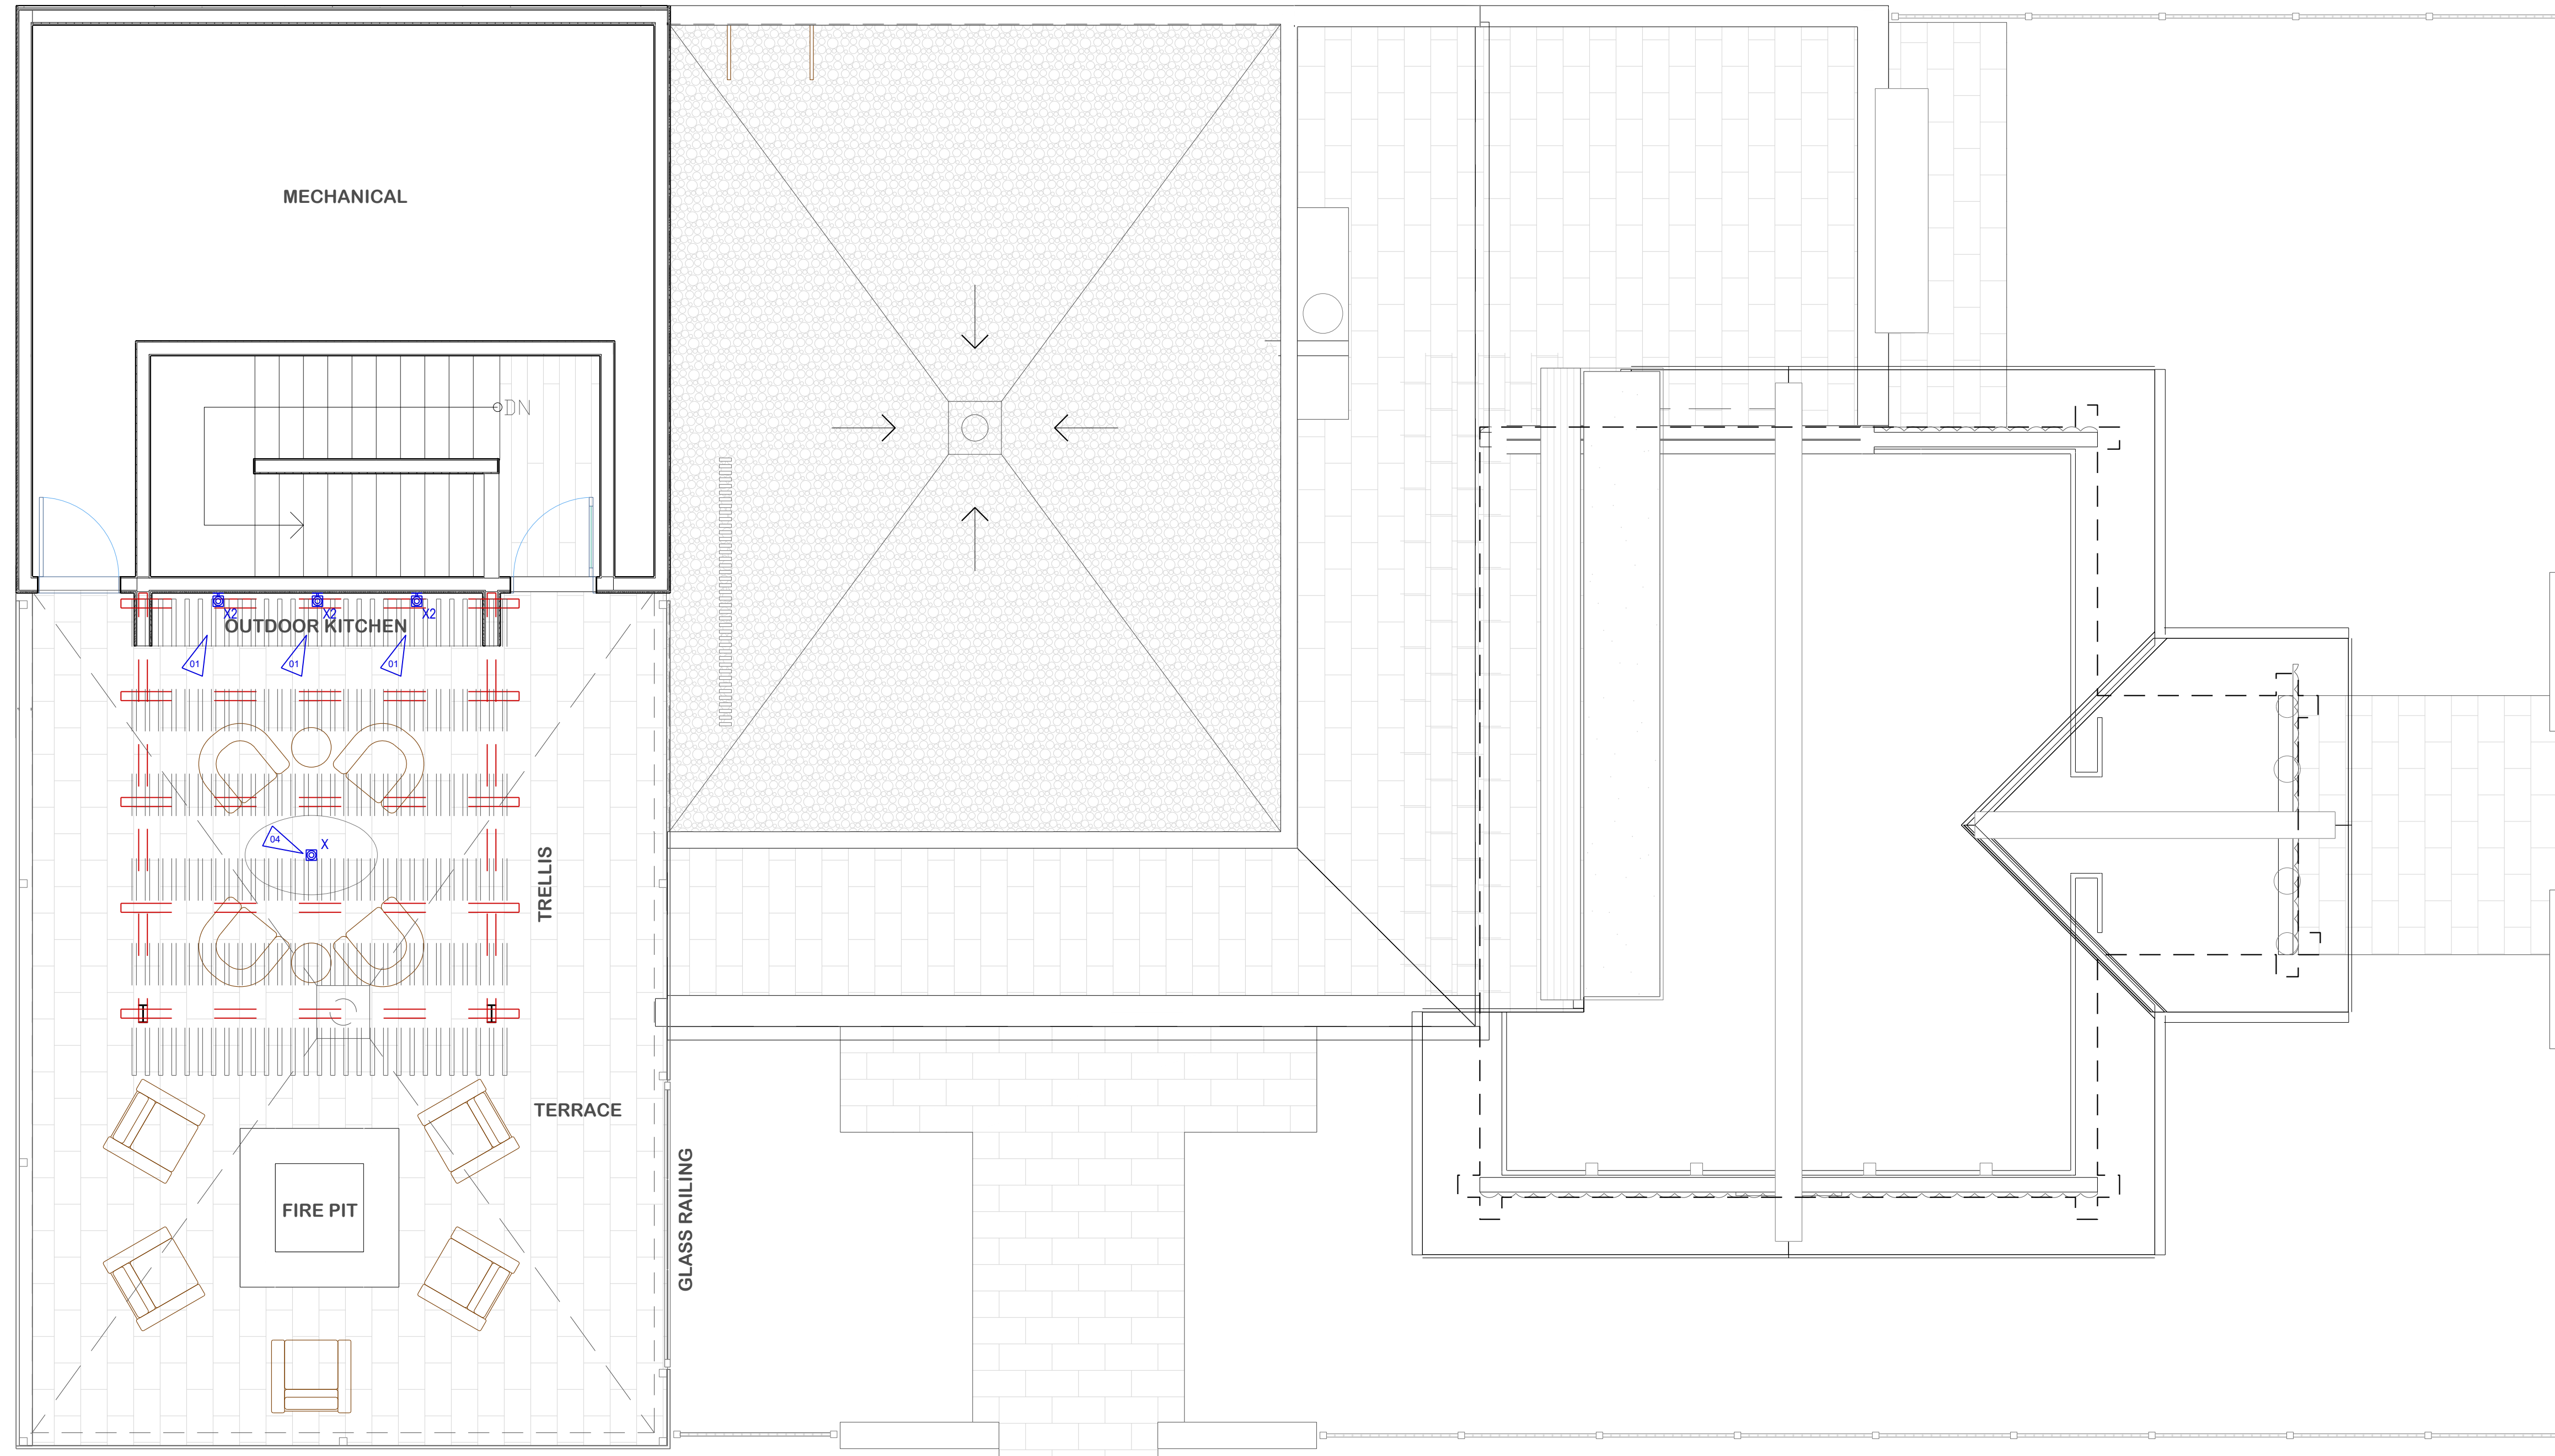 MECHANICAL
DN
X2
X2
X2
OUTDOOR KITCHEN
01
01
01
04
X
TRELLIS
TERRACE
GLASS RAILING
FIRE PIT